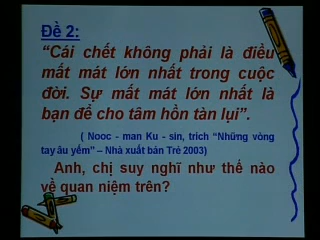 Đề 2:
“Cái chết không phải là điều
mất mát lớn nhất trong cuộc
đời. Sự mất mát lớn nhất là
bạn để cho tâm hồn tàn lụi”.
( Nooc - man Ku - sin, trích “Những vòng
tay âu yếm” – Nhà xuất bản Trẻ 2003)
Anh, chị suy nghĩ như thế nào
về quan niệm trên?